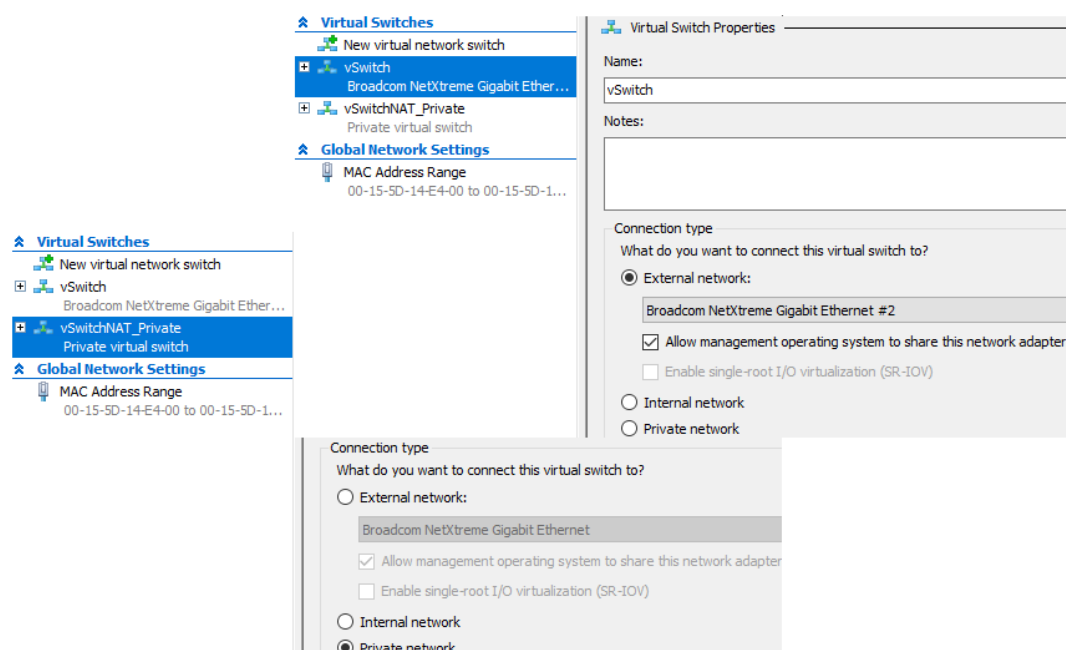 Virtual Switches
New virtual network switch
vSwitch
Broadcom NetXtreme Gigabit Ether...
vSwitchNAT_Private
Private virtual switch
Global Network Settings
MAC Address Range
00-15-5D-14-E4-00 to 00-15-5D-1...
Virtual Switch Properties
Name:
vSwitch
Notes:
Connection type
What do you want to connect this virtual switch to?
External network:
Broadcom NetXtreme Gigabit Ethernet #2
Allow management operating system to share this network adapter
Enable single-root I/O virtualization (SR-IOV)
Internal network
Private network
Virtual Switches
New virtual network switch
vSwitch
Broadcom NetXtreme Gigabit Ether...
vSwitchNAT_Private
Private virtual switch
Global Network Settings
MAC Address Range
00-15-5D-14-E4-00 to 00-15-5D-1...
Connection type
What do you want to connect this virtual switch to?
External network:
Broadcom NetXtreme Gigabit Ethernet
Allow management operating system to share this network adapter
Enable single-root I/O virtualization (SR-IOV)
Internal network
Private network